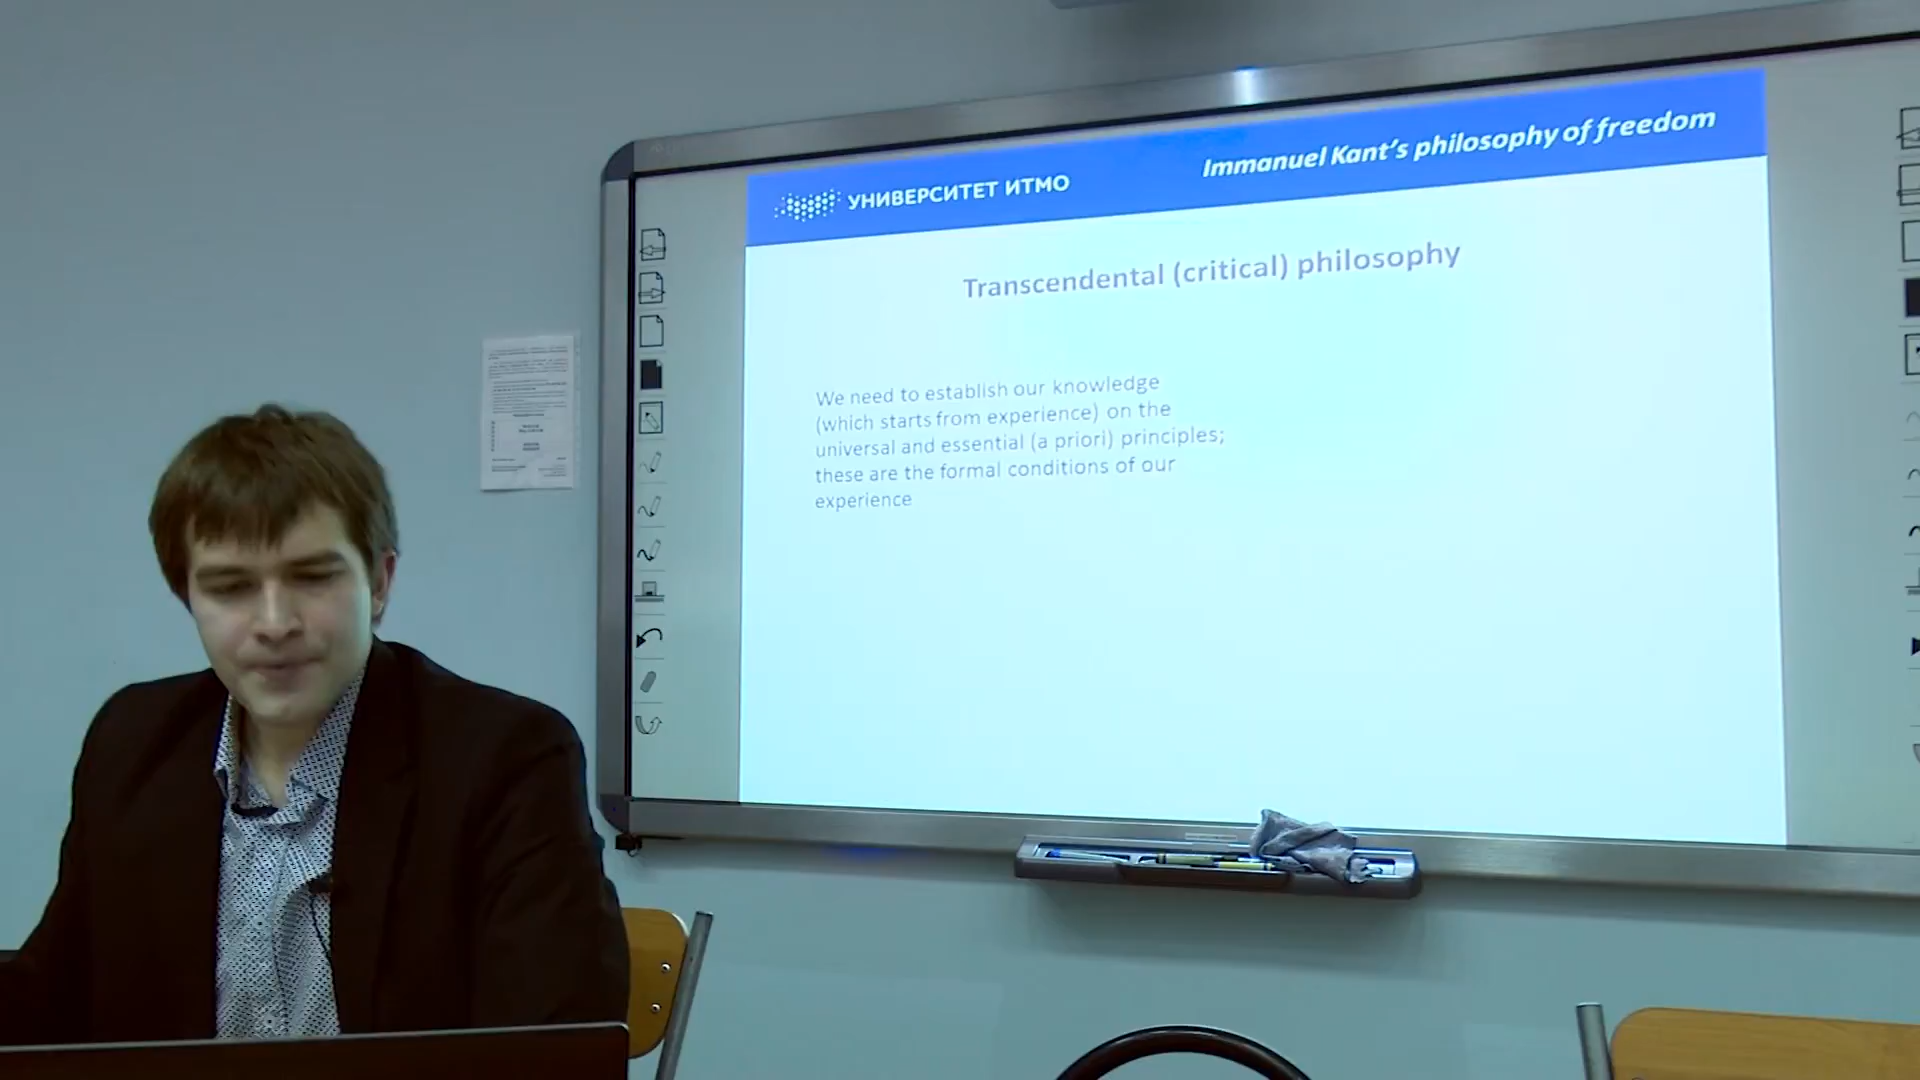 УНИВЕРСИТЕТ ИТМО
Immanuel Kant's philosophy of freedom
Transcendental (critical) philosophy
We need to establish our knowledge
(which starts from experience) on the
universal and essential (a priori) principles;
these are the formal conditions of our
experience